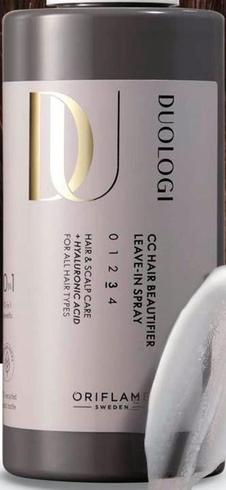 DU
DUOLOGI
CC HAIR BEAUTIFIER
LEAVE-IN SPRAY
0 1 2 3 4
HAIR & SCALP CARE
+ HYALURONIC ACID
FOR ALL HAIR TYPES
ORIFLAME
SWEDEN